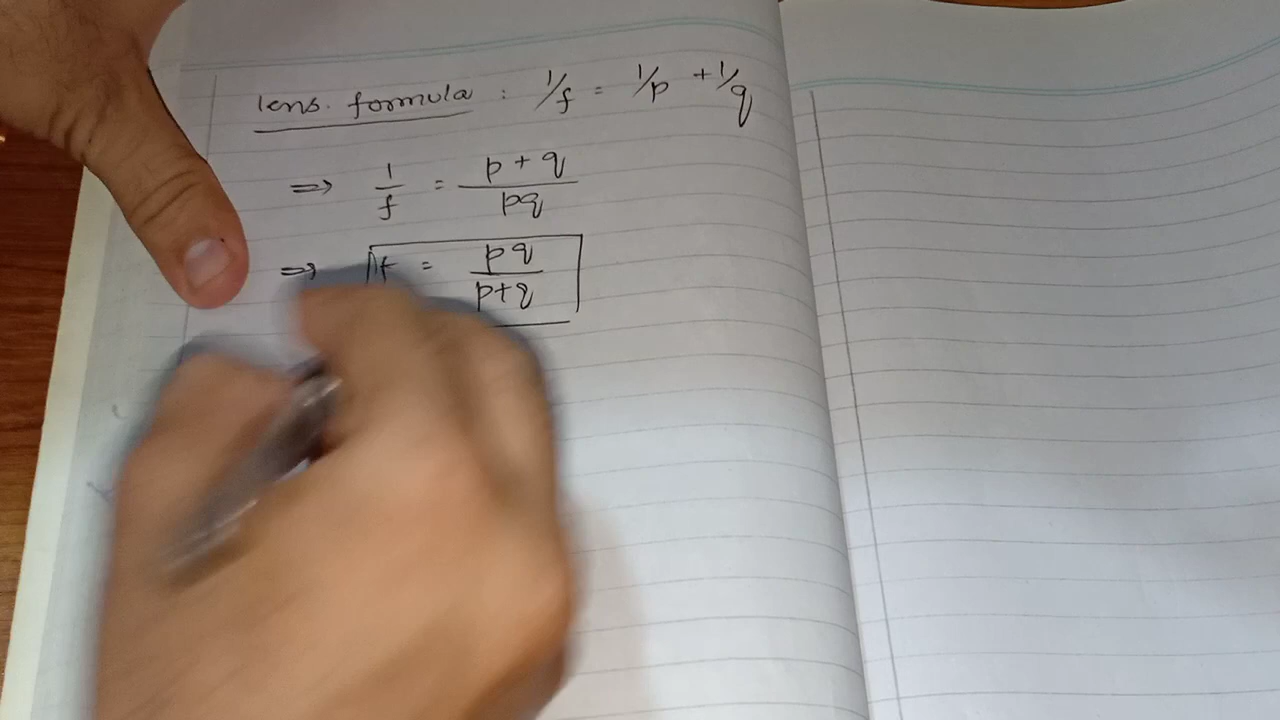 lens. formula : 1/f = 1/p + 1/q
⇒ 1/f = p + q / pq
⇒ f = pq / p+q